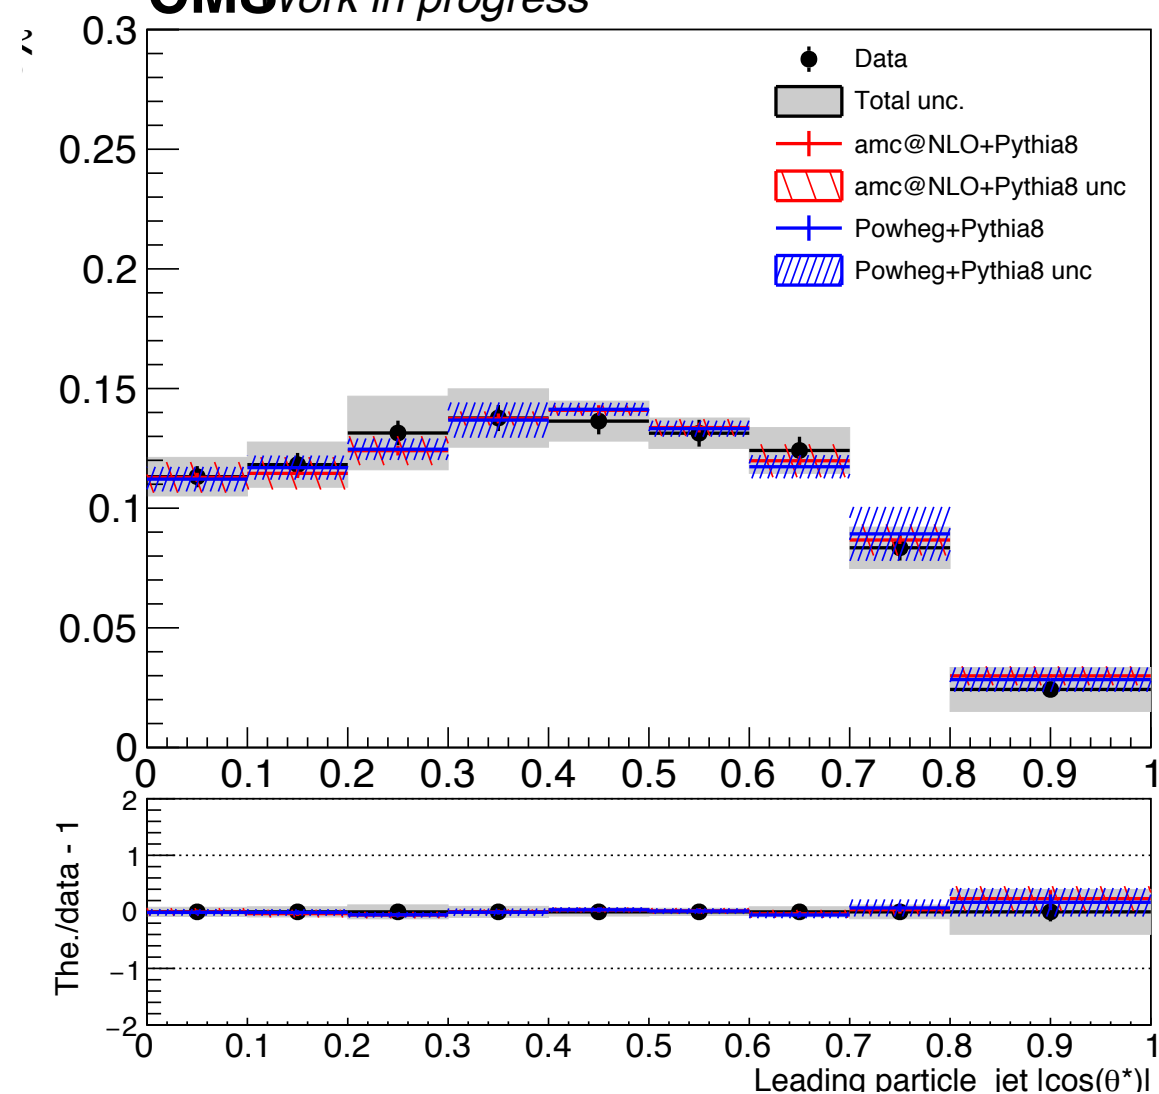 CMS work in progress
0.3
0.25
0.2
0.15
0.1
0.05
0
Data
Total unc.
amc@NLO+Pythia8
amc@NLO+Pythia8 unc
Powheg+Pythia8
Powheg+Pythia8 unc
0 0.1 0.2 0.3 0.4 0.5 0.6 0.7 0.8 0.9 1
The./data - 1
2
1
0
−1
−2
0 0.1 0.2 0.3 0.4 0.5 0.6 0.7 0.8 0.9 1
Leading particle_jet |cos(θ*)|